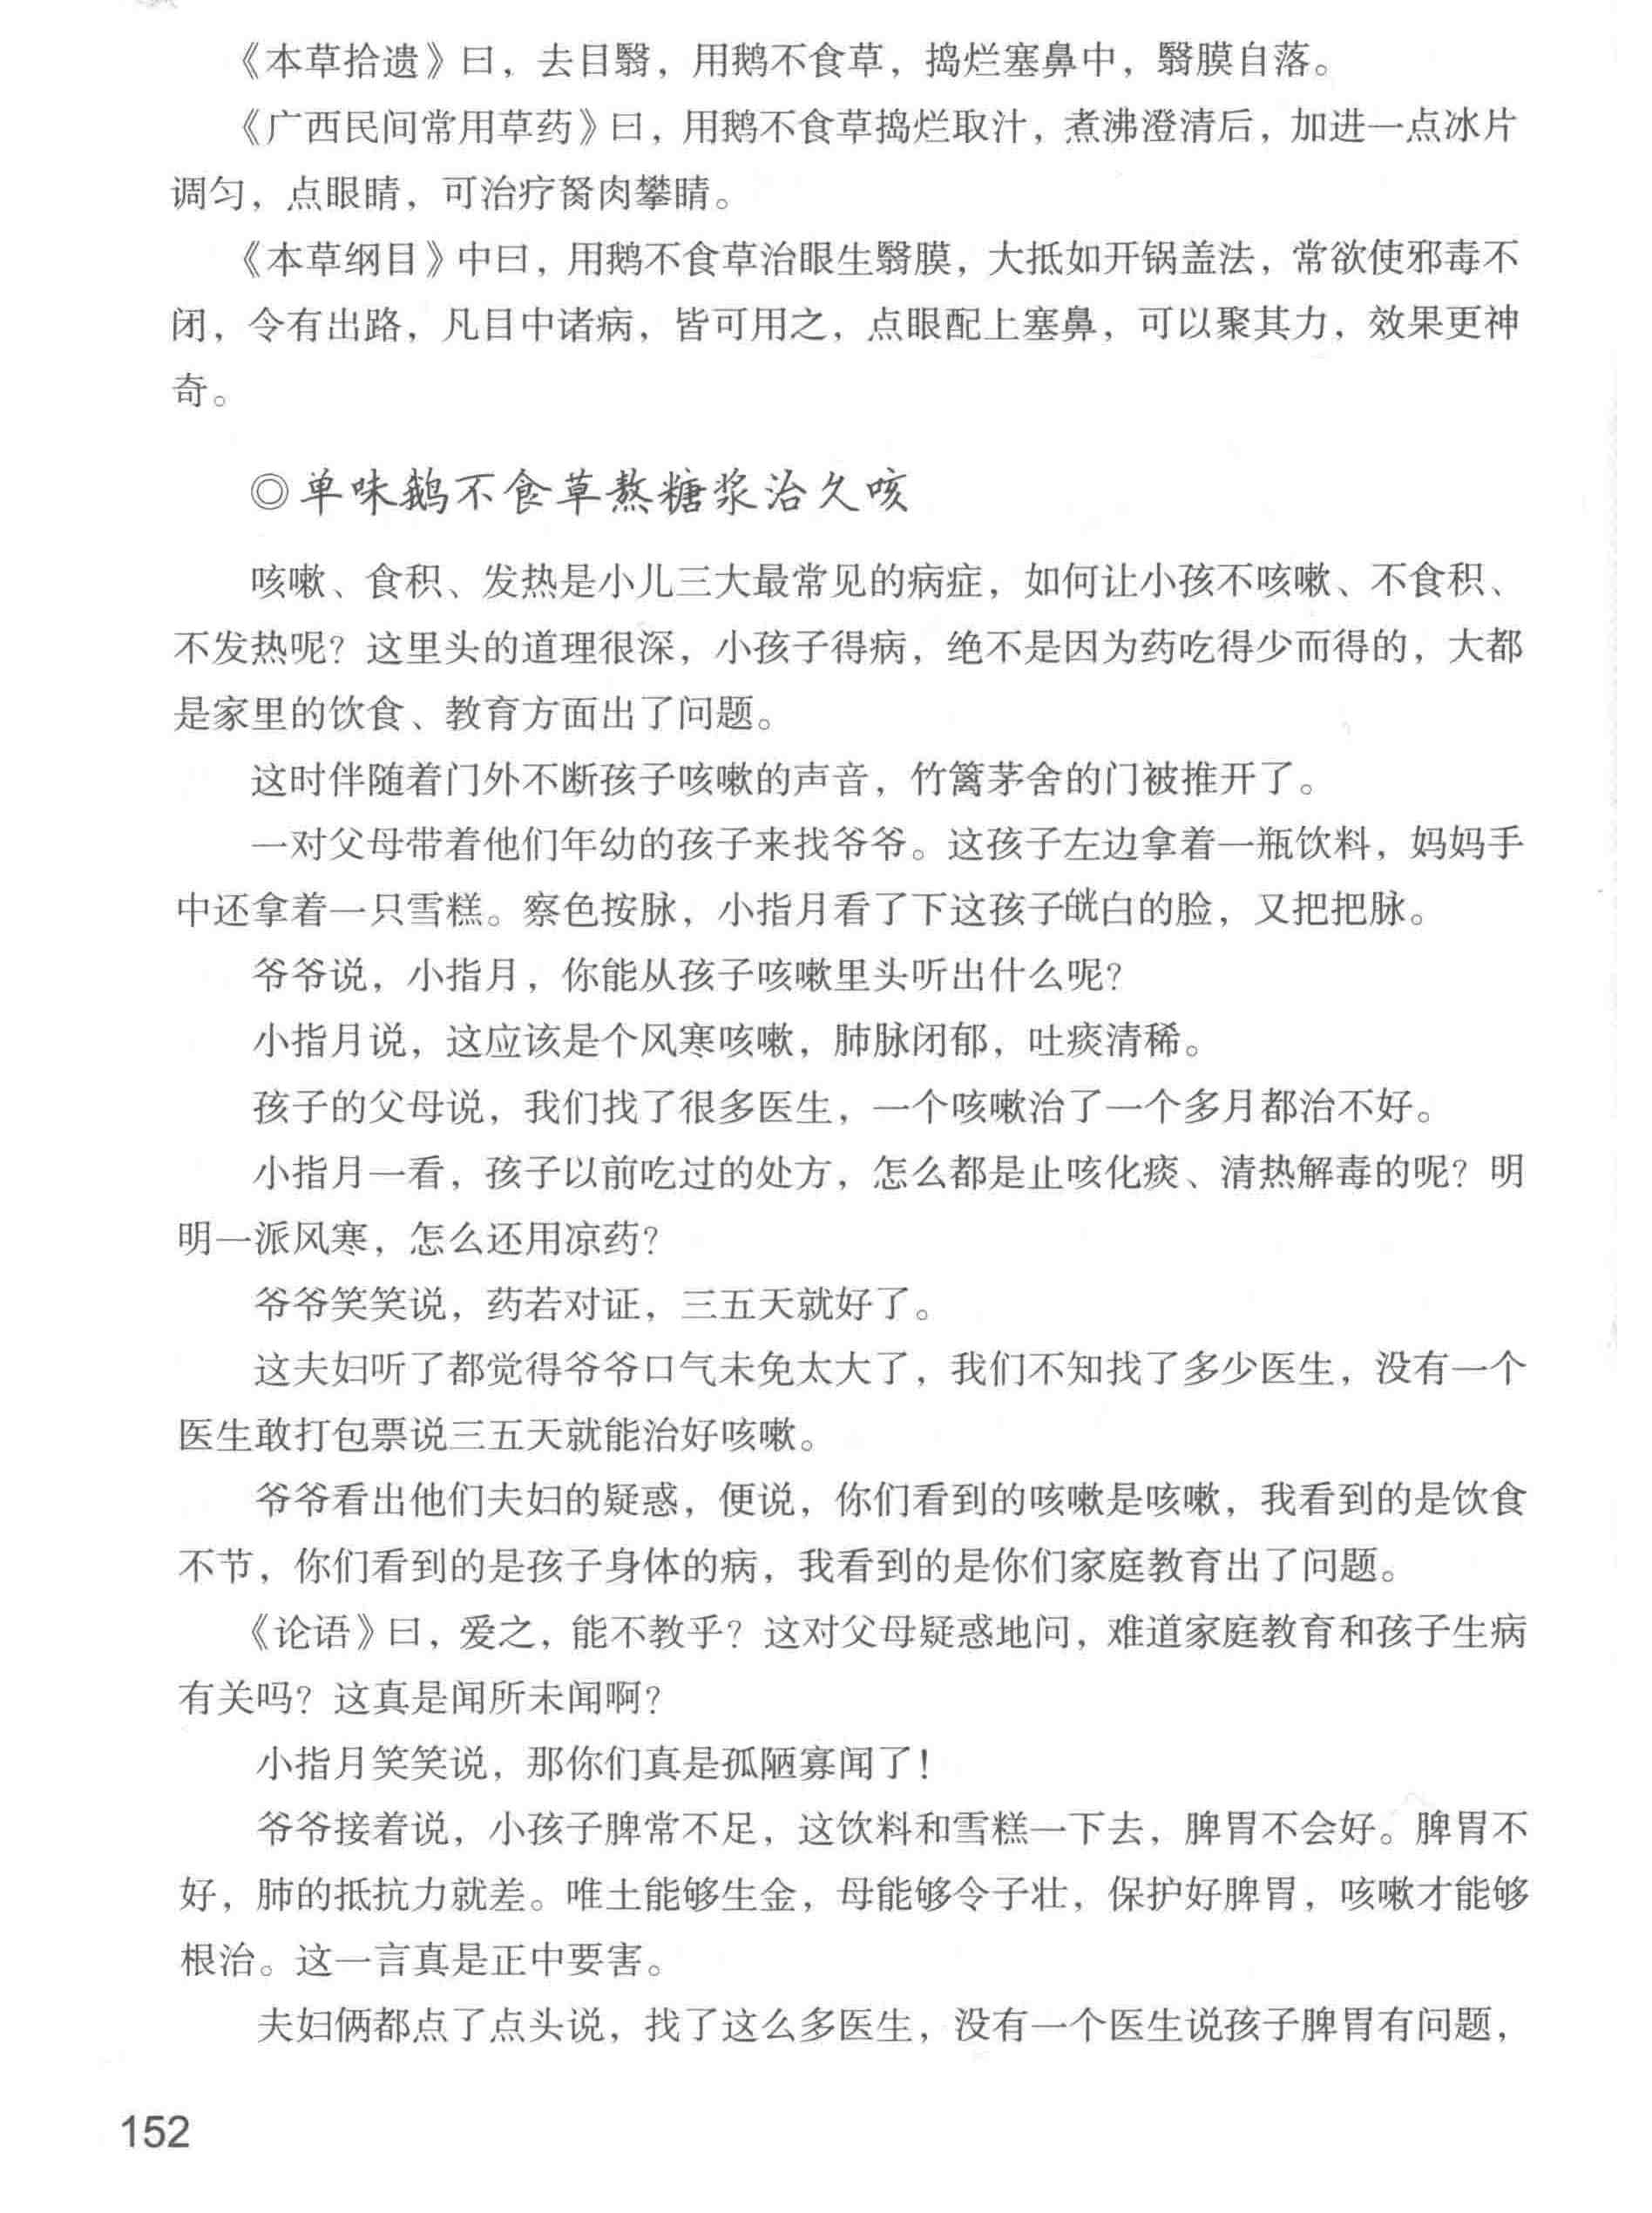 《本草拾遗》曰，去目翳，用鹅不食草，捣烂塞鼻中，翳膜自落。
《广西民间常用草药》曰，用鹅不食草捣烂取汁，煮沸澄清后，加进一点冰片
调匀，点眼睛，可治疗胬肉攀睛。
《本草纲目》中曰，用鹅不食草治眼生翳膜，大抵如开锅盖法，常欲使邪毒不
闭，令有出路，凡目中诸病，皆可用之，点眼配上塞鼻，可以聚其力，效果更神
奇。
◎单味鹅不食草熬糖浆治久咳
咳嗽、食积、发热是小儿三大最常见的病症，如何让小孩不咳嗽、不食积、
不发热呢？这里头的道理很深，小孩子得病，绝不是因为药吃得少而得的，大都
是家里的饮食、教育方面出了问题。
这时伴随着门外不断孩子咳嗽的声音，竹篱茅舍的门被推开了。
一对父母带着他们年幼的孩子来找爷爷。这孩子左边拿着一瓶饮料，妈妈手
中还拿着一只雪糕。察色按脉，小指月看了下这孩子㿠白的脸，又把把脉。
爷爷说，小指月，你能从孩子咳嗽里头听出什么呢？
小指月说，这应该是个风寒咳嗽，肺脉闭郁，吐痰清稀。
孩子的父母说，我们找了很多医生，一个咳嗽治了一个多月都治不好。
小指月一看，孩子以前吃过的处方，怎么都是止咳化痰、清热解毒的呢？明
明一派风寒，怎么还用凉药？
爷爷笑笑说，药若对证，三五天就好了。
这夫妇听了都觉得爷爷口气未免太大了，我们不知找了多少医生，没有一个
医生敢打包票说三五天就能治好咳嗽。
爷爷看出他们夫妇的疑惑，便说，你们看到的咳嗽是咳嗽，我看到的是饮食
不节，你们看到的是孩子身体的病，我看到的是你们家庭教育出了问题。
《论语》曰，爱之，能不教乎？这对父母疑惑地问，难道家庭教育和孩子生病
有关吗？这真是闻所未闻啊？
小指月笑笑说，那你们真是孤陋寡闻了！
爷爷接着说，小孩子脾常不足，这饮料和雪糕一下去，脾胃不会好。脾胃不
好，肺的抵抗力就差。唯土能够生金，母能够令子壮，保护好脾胃，咳嗽才能够
根治。这一言真是正中要害。
夫妇俩都点了点头说，找了这么多医生，没有一个医生说孩子脾胃有问题，
152